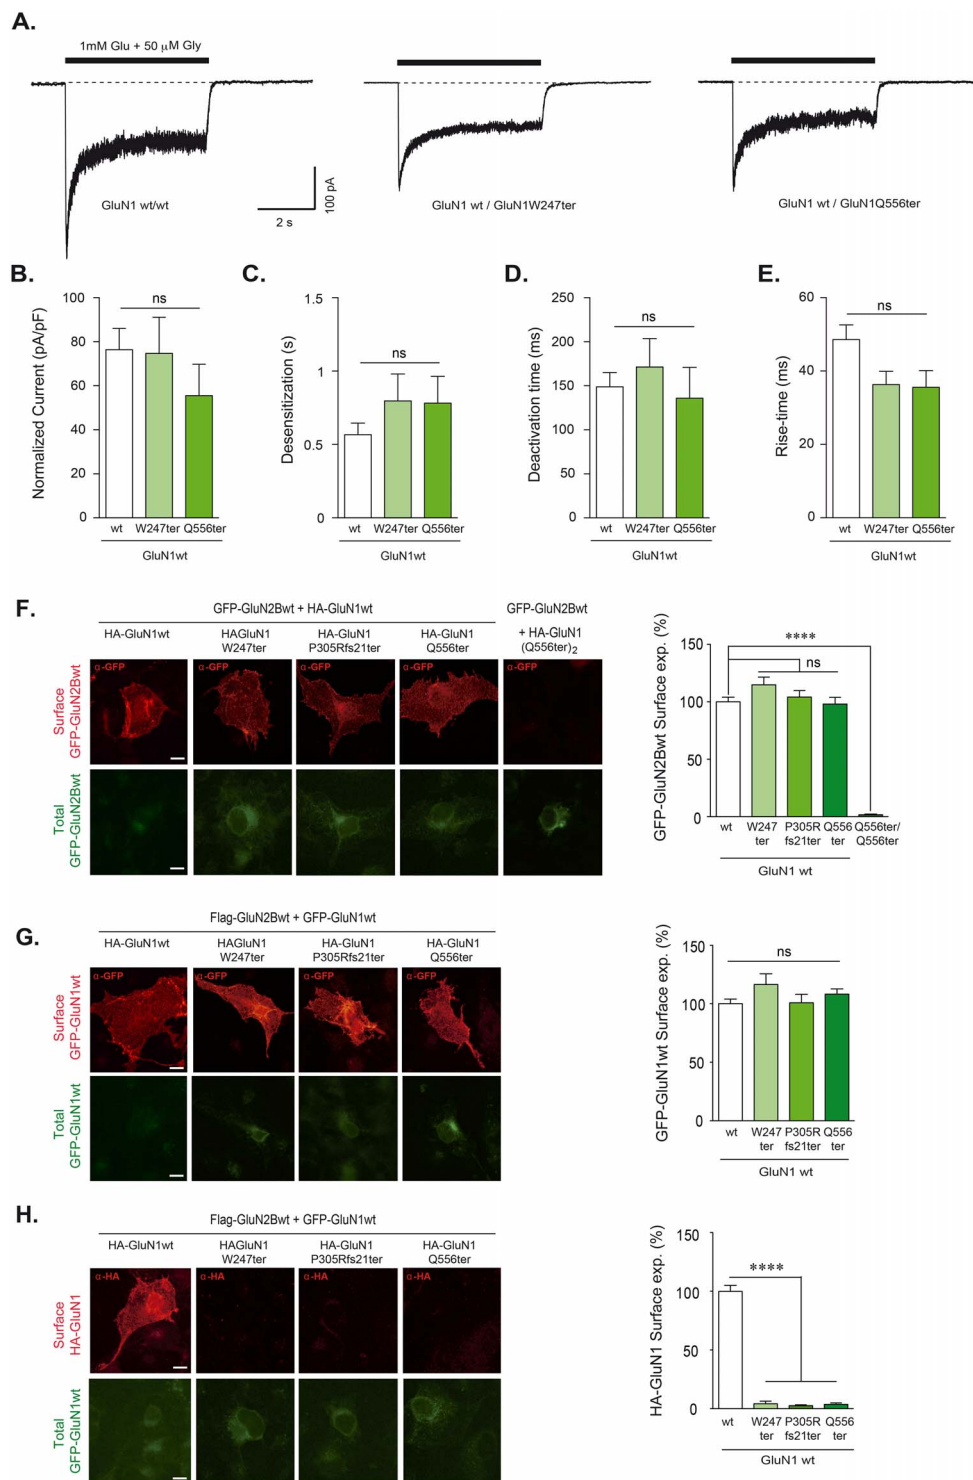 A.
1mM Glu + 50 μM Gly
GluN1 wt/wt
100 pA
2 s
GluN1 wt / GluN1W247ter
GluN1 wt / GluN1Q556ter
B.
Normalized Current (pA/pF)
100
80
60
40
20
0
ns
wt W247ter Q556ter
GluN1wt
C.
Desensitization (s)
1.5
1
0.5
0
ns
wt W247ter Q556ter
GluN1wt
D.
Deactivation time (ms)
250
200
150
100
50
0
ns
wt W247ter Q556ter
GluN1wt
E.
Rise-time (ms)
60
40
20
0
ns
wt W247ter Q556ter
GluN1wt
F.
GFP-GluN2Bwt + HA-GluN1wt
GFP-GluN2Bwt
+ HA-GluN1
(Q556ter)2
HA-GluN1wt
HAGluN1
W247ter
HA-GluN1
P305Rfs21ter
HA-GluN1
Q556ter
α-GFP α-GFP α-GFP α-GFP α-GFP
Surface
GFP-GluN2Bwt
Total
GFP-GluN2Bwt
GFP-GluN2Bwt Surface exp. (%)
150
100
50
0
****
ns
wt
W247
ter
P305R
fs21ter
Q556
ter
Q556ter/
Q556ter
GluN1 wt
G.
Flag-GluN2Bwt + GFP-GluN1wt
HA-GluN1wt
HAGluN1
W247ter
HA-GluN1
P305Rfs21ter
HA-GluN1
Q556ter
α-GFP α-GFP α-GFP α-GFP
Surface
GFP-GluN1wt
Total
GFP-GluN1wt
GFP-GluN1wt Surface exp. (%)
150
100
50
0
ns
wt
W247
ter
P305R
fs21ter
Q556
ter
GluN1 wt
H.
Flag-GluN2Bwt + GFP-GluN1wt
HA-GluN1wt
HAGluN1
W247ter
HA-GluN1
P305Rfs21ter
HA-GluN1
Q556ter
α-HA α-HA α-HA α-HA
Surface
HA-GluN1
Total
GFP-GluN1wt
HA-GluN1 Surface exp. (%)
150
100
50
0
****
wt
W247
ter
P305R
fs21ter
Q556
ter
GluN1 wt